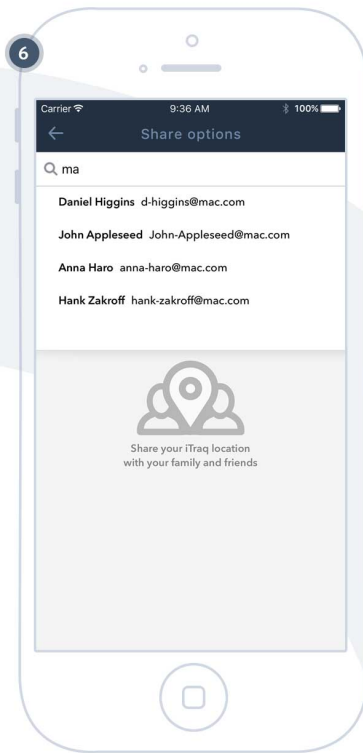 6
Carrier 9:36 AM 100%
Share options
ma
Daniel Higgins d-higgins@mac.com
John Appleseed John-Appleseed@mac.com
Anna Haro anna-haro@mac.com
Hank Zakroff hank-zakroff@mac.com
Share your iTraq location
with your family and friends